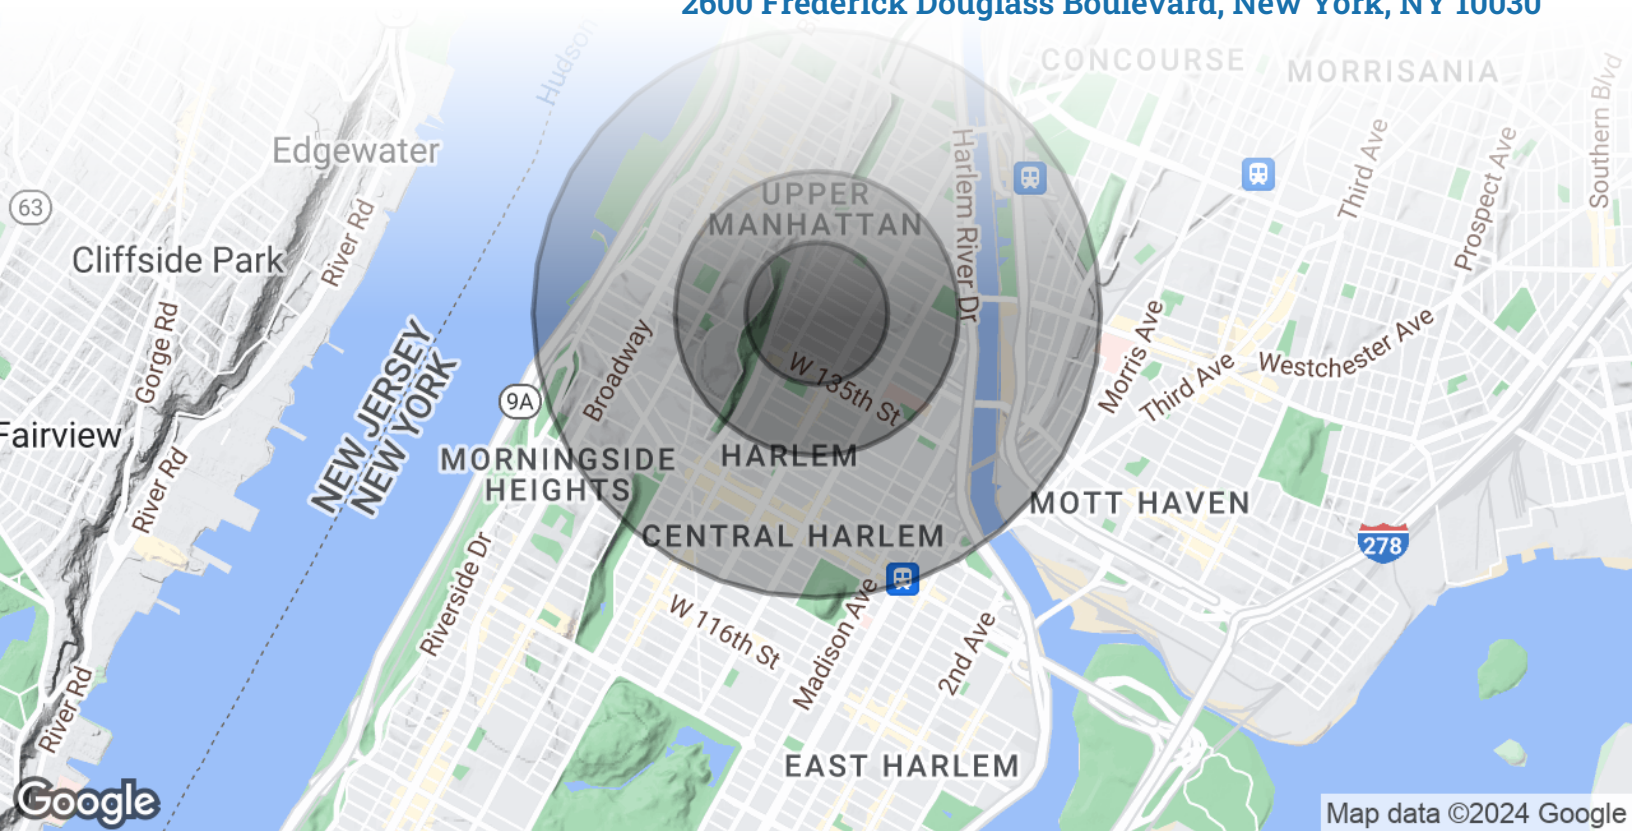 2600 Frederick Douglass Boulevard, New York, NY 10030
Hudson
CONCOURSE
MORRISANIA
Southern Blvd
Edgewater
Harlem River Dr
Third Ave
Prospect Ave
63
UPPER
MANHATTAN
River Rd
Cliffside Park
Gorge Rd
Broadway
W 135th St
Morris Ave
Third Ave
Westchester Ave
NEW JERSEY
NEW YORK
9A
Fairview
River Rd
MORNINGSIDE
HEIGHTS
HARLEM
MOTT HAVEN
CENTRAL HARLEM
278
Riverside Dr
W 116th St
Madison Ave
2nd Ave
River Rd
EAST HARLEM
Google
Map data ©2024 Google